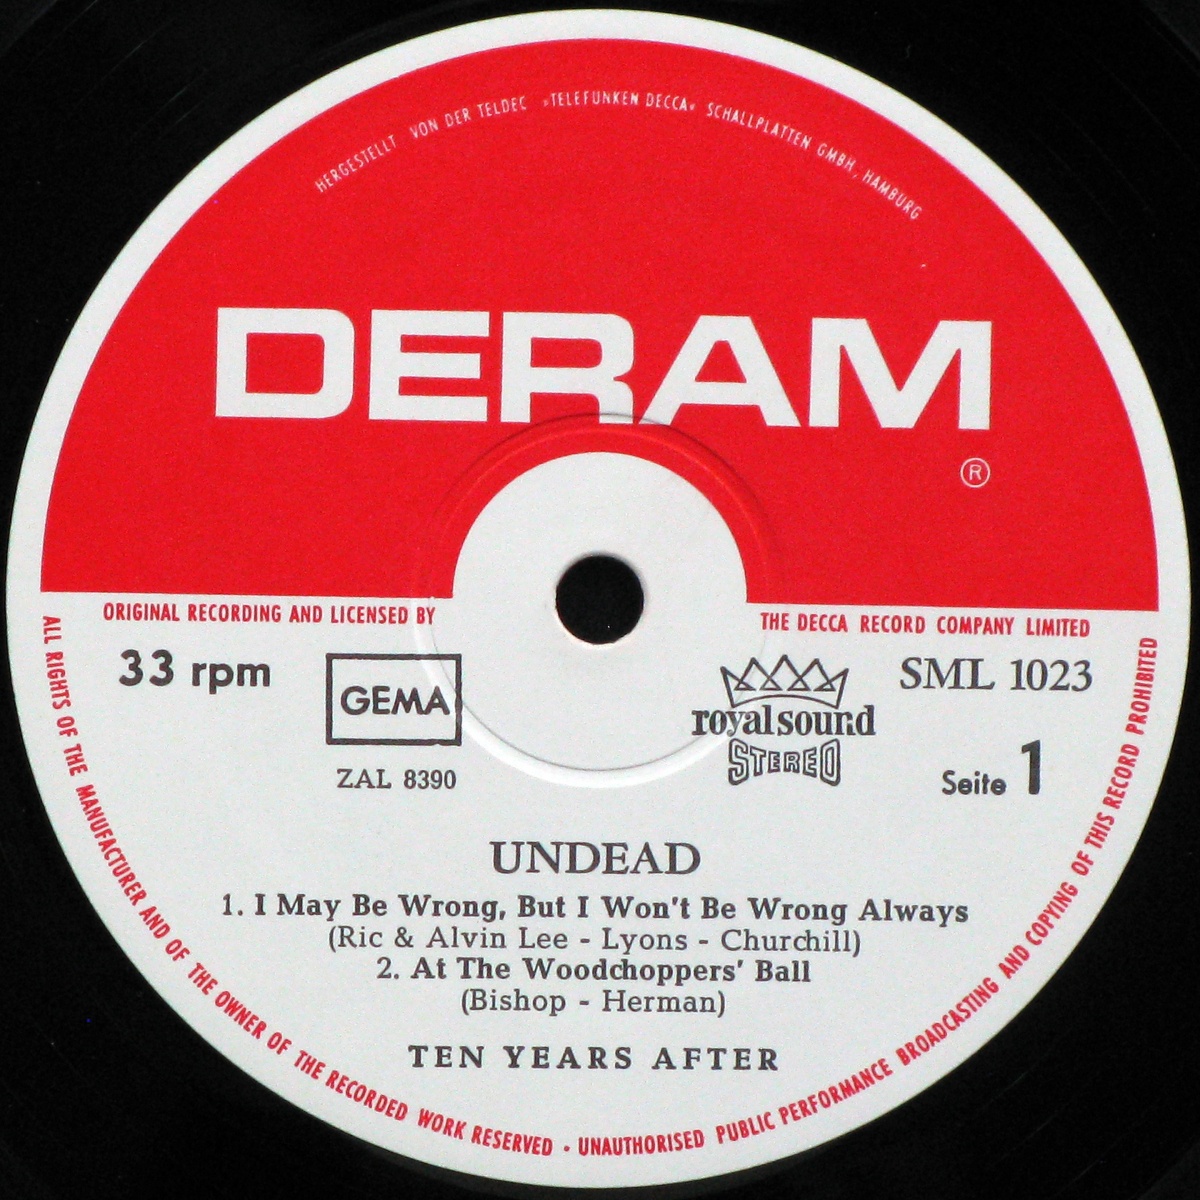 HERGESTELLT VON DER TELDEC »TELEFUNKEN DECCA« SCHALLPLATTEN GMBH, HAMBURG
DERAM
®
ORIGINAL RECORDING AND LICENSED BY THE DECCA RECORD COMPANY LIMITED
33 rpm
GEMA
ZAL 8390
royal sound
STEREO
SML 1023
Seite 1
UNDEAD
1. I May Be Wrong, But I Won't Be Wrong Always
(Ric & Alvin Lee - Lyons - Churchill)
2. At The Woodchoppers' Ball
(Bishop - Herman)
TEN YEARS AFTER
ALL RIGHTS OF THE MANUFACTURER AND OF THE OWNER OF THE RECORDED WORK RESERVED · UNAUTHORISED PUBLIC PERFORMANCE BROADCASTING AND COPYING OF THIS RECORD PROHIBITED